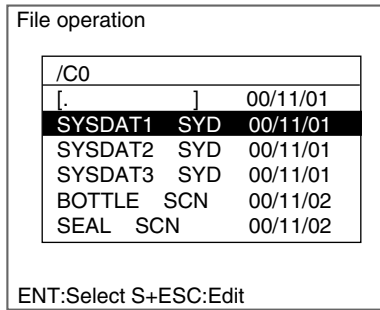 File operation
/C0
[. ] 00/11/01
SYSDAT1 SYD 00/11/01
SYSDAT2 SYD 00/11/01
SYSDAT3 SYD 00/11/01
BOTTLE SCN 00/11/02
SEAL SCN 00/11/02
ENT:Select S+ESC:Edit